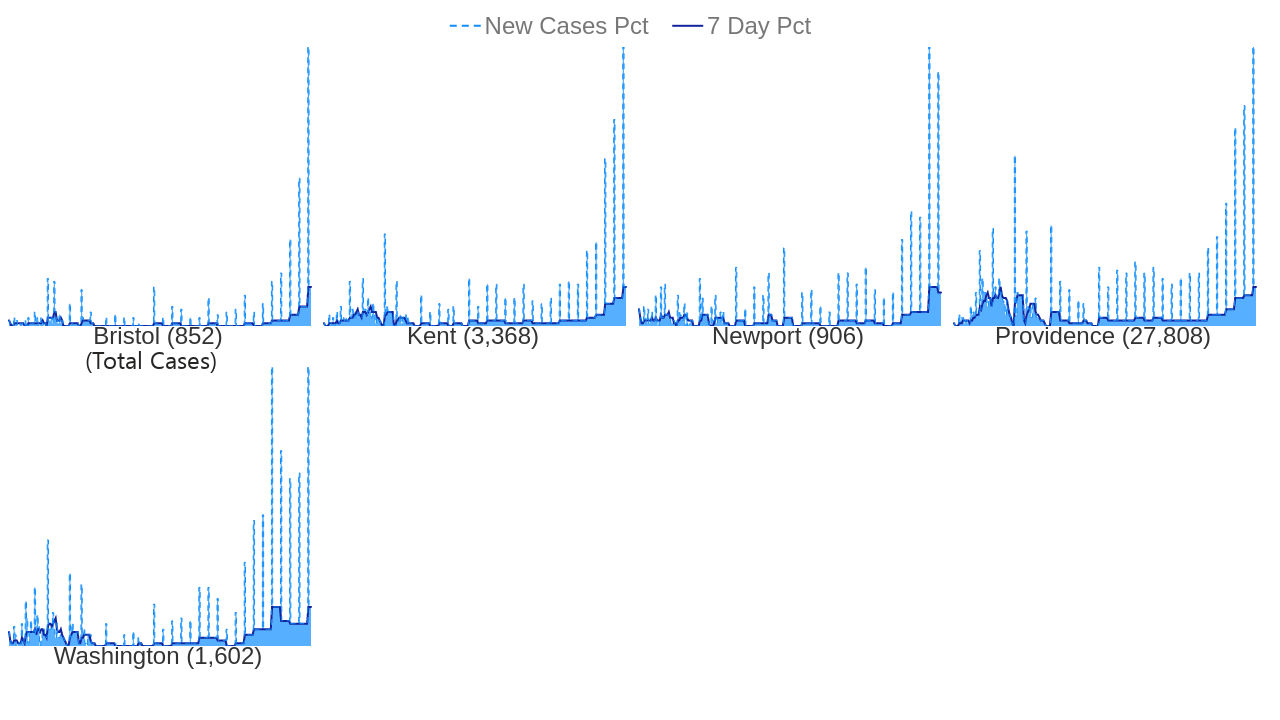 New Cases Pct 7 Day Pct
Bristol (852) Kent (3,368) Newport (906) Providence (27,808)
(Total Cases)
Washington (1,602)